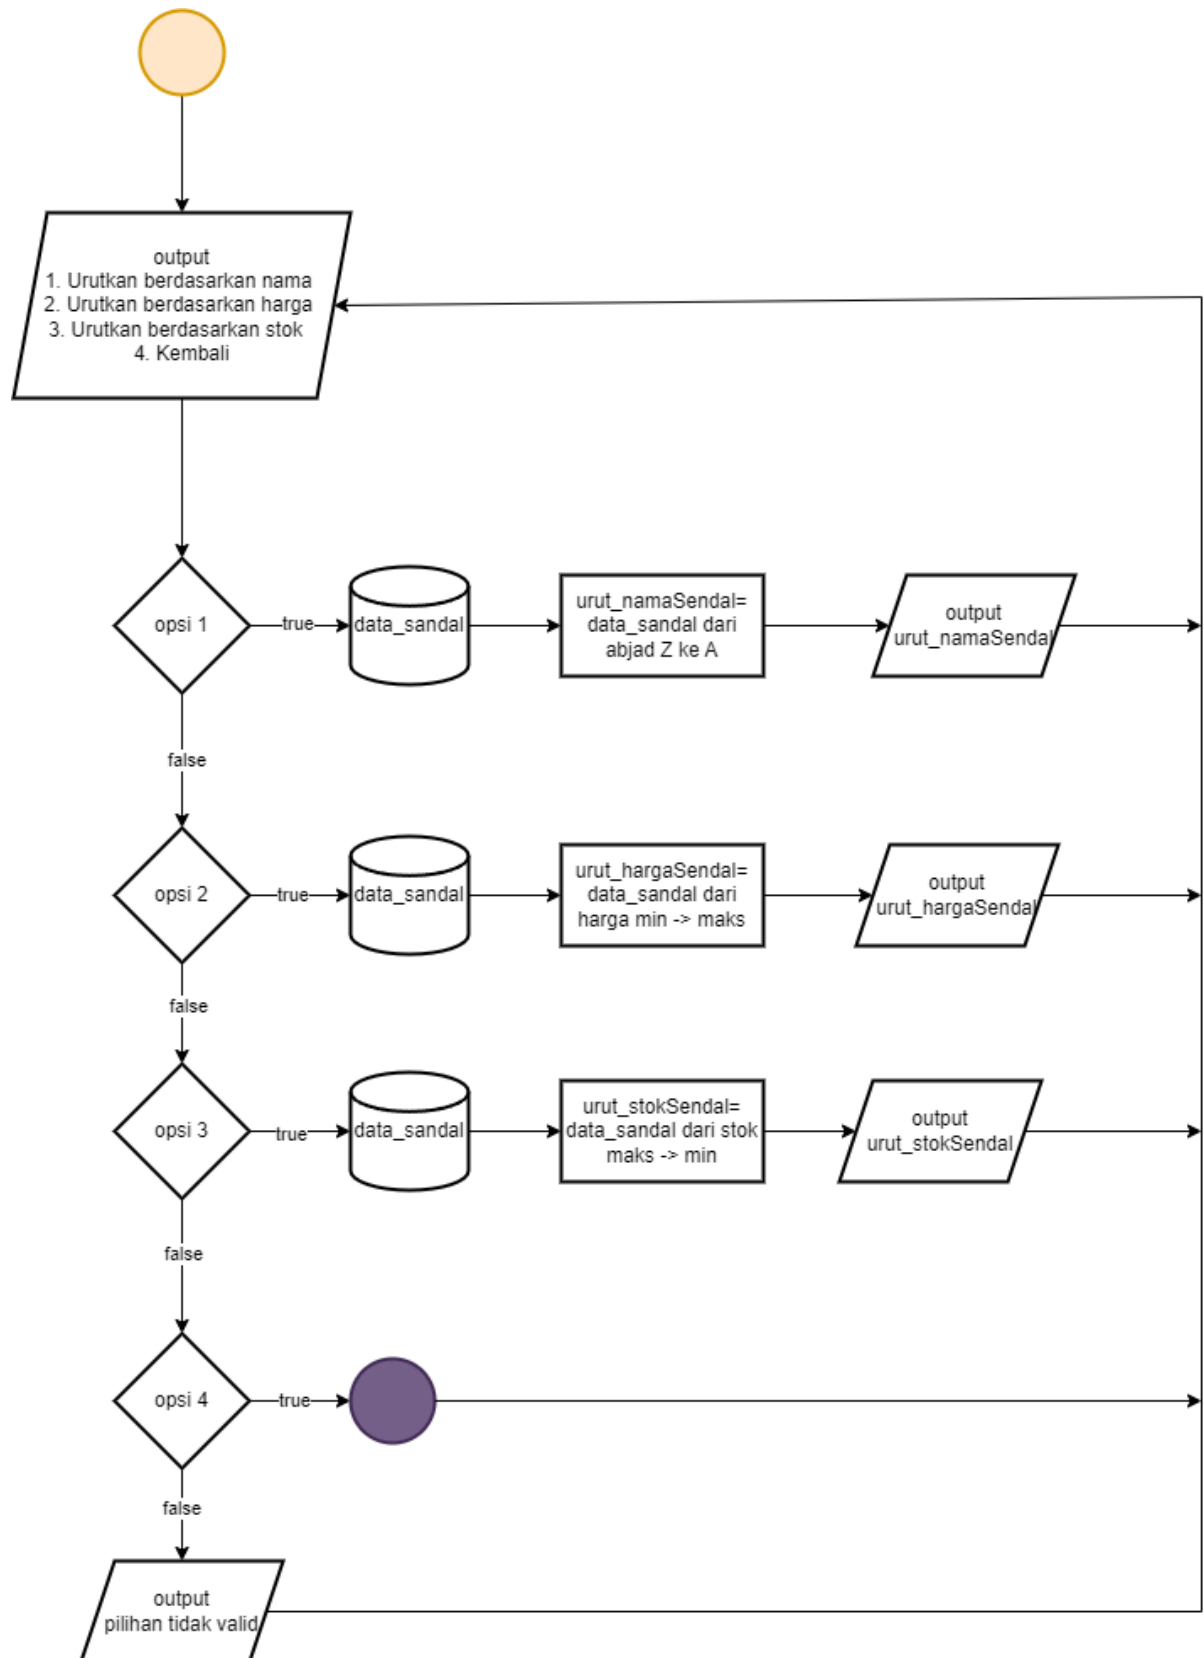 output
1. Urutkan berdasarkan nama
2. Urutkan berdasarkan harga
3. Urutkan berdasarkan stok
4. Kembali
opsi 1
true
data_sandal
urut_namaSendal=
data_sandal dari
abjad Z ke A
output
urut_namaSendal
false
opsi 2
true
data_sandal
urut_hargaSendal=
data_sandal dari
harga min -> maks
output
urut_hargaSendal
false
opsi 3
true
data_sandal
urut_stokSendal=
data_sandal dari stok
maks -> min
output
urut_stokSendal
false
opsi 4
true
false
output
pilihan tidak valid